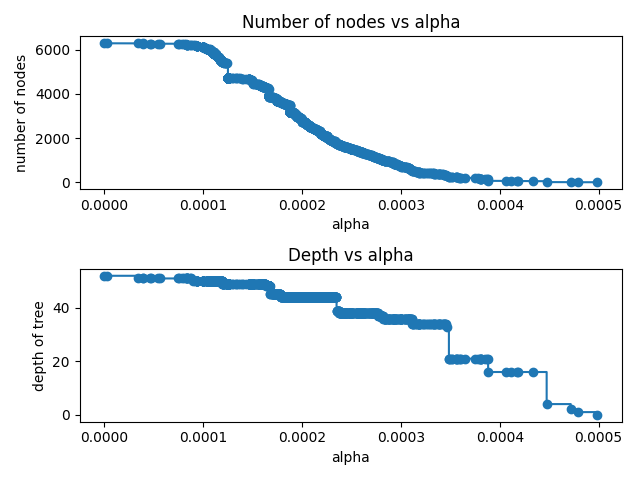 Number of nodes vs alpha
number of nodes
6000
4000
2000
0
0.0000 0.0001 0.0002 0.0003 0.0004 0.0005
alpha
Depth vs alpha
depth of tree
40
20
0
0.0000 0.0001 0.0002 0.0003 0.0004 0.0005
alpha